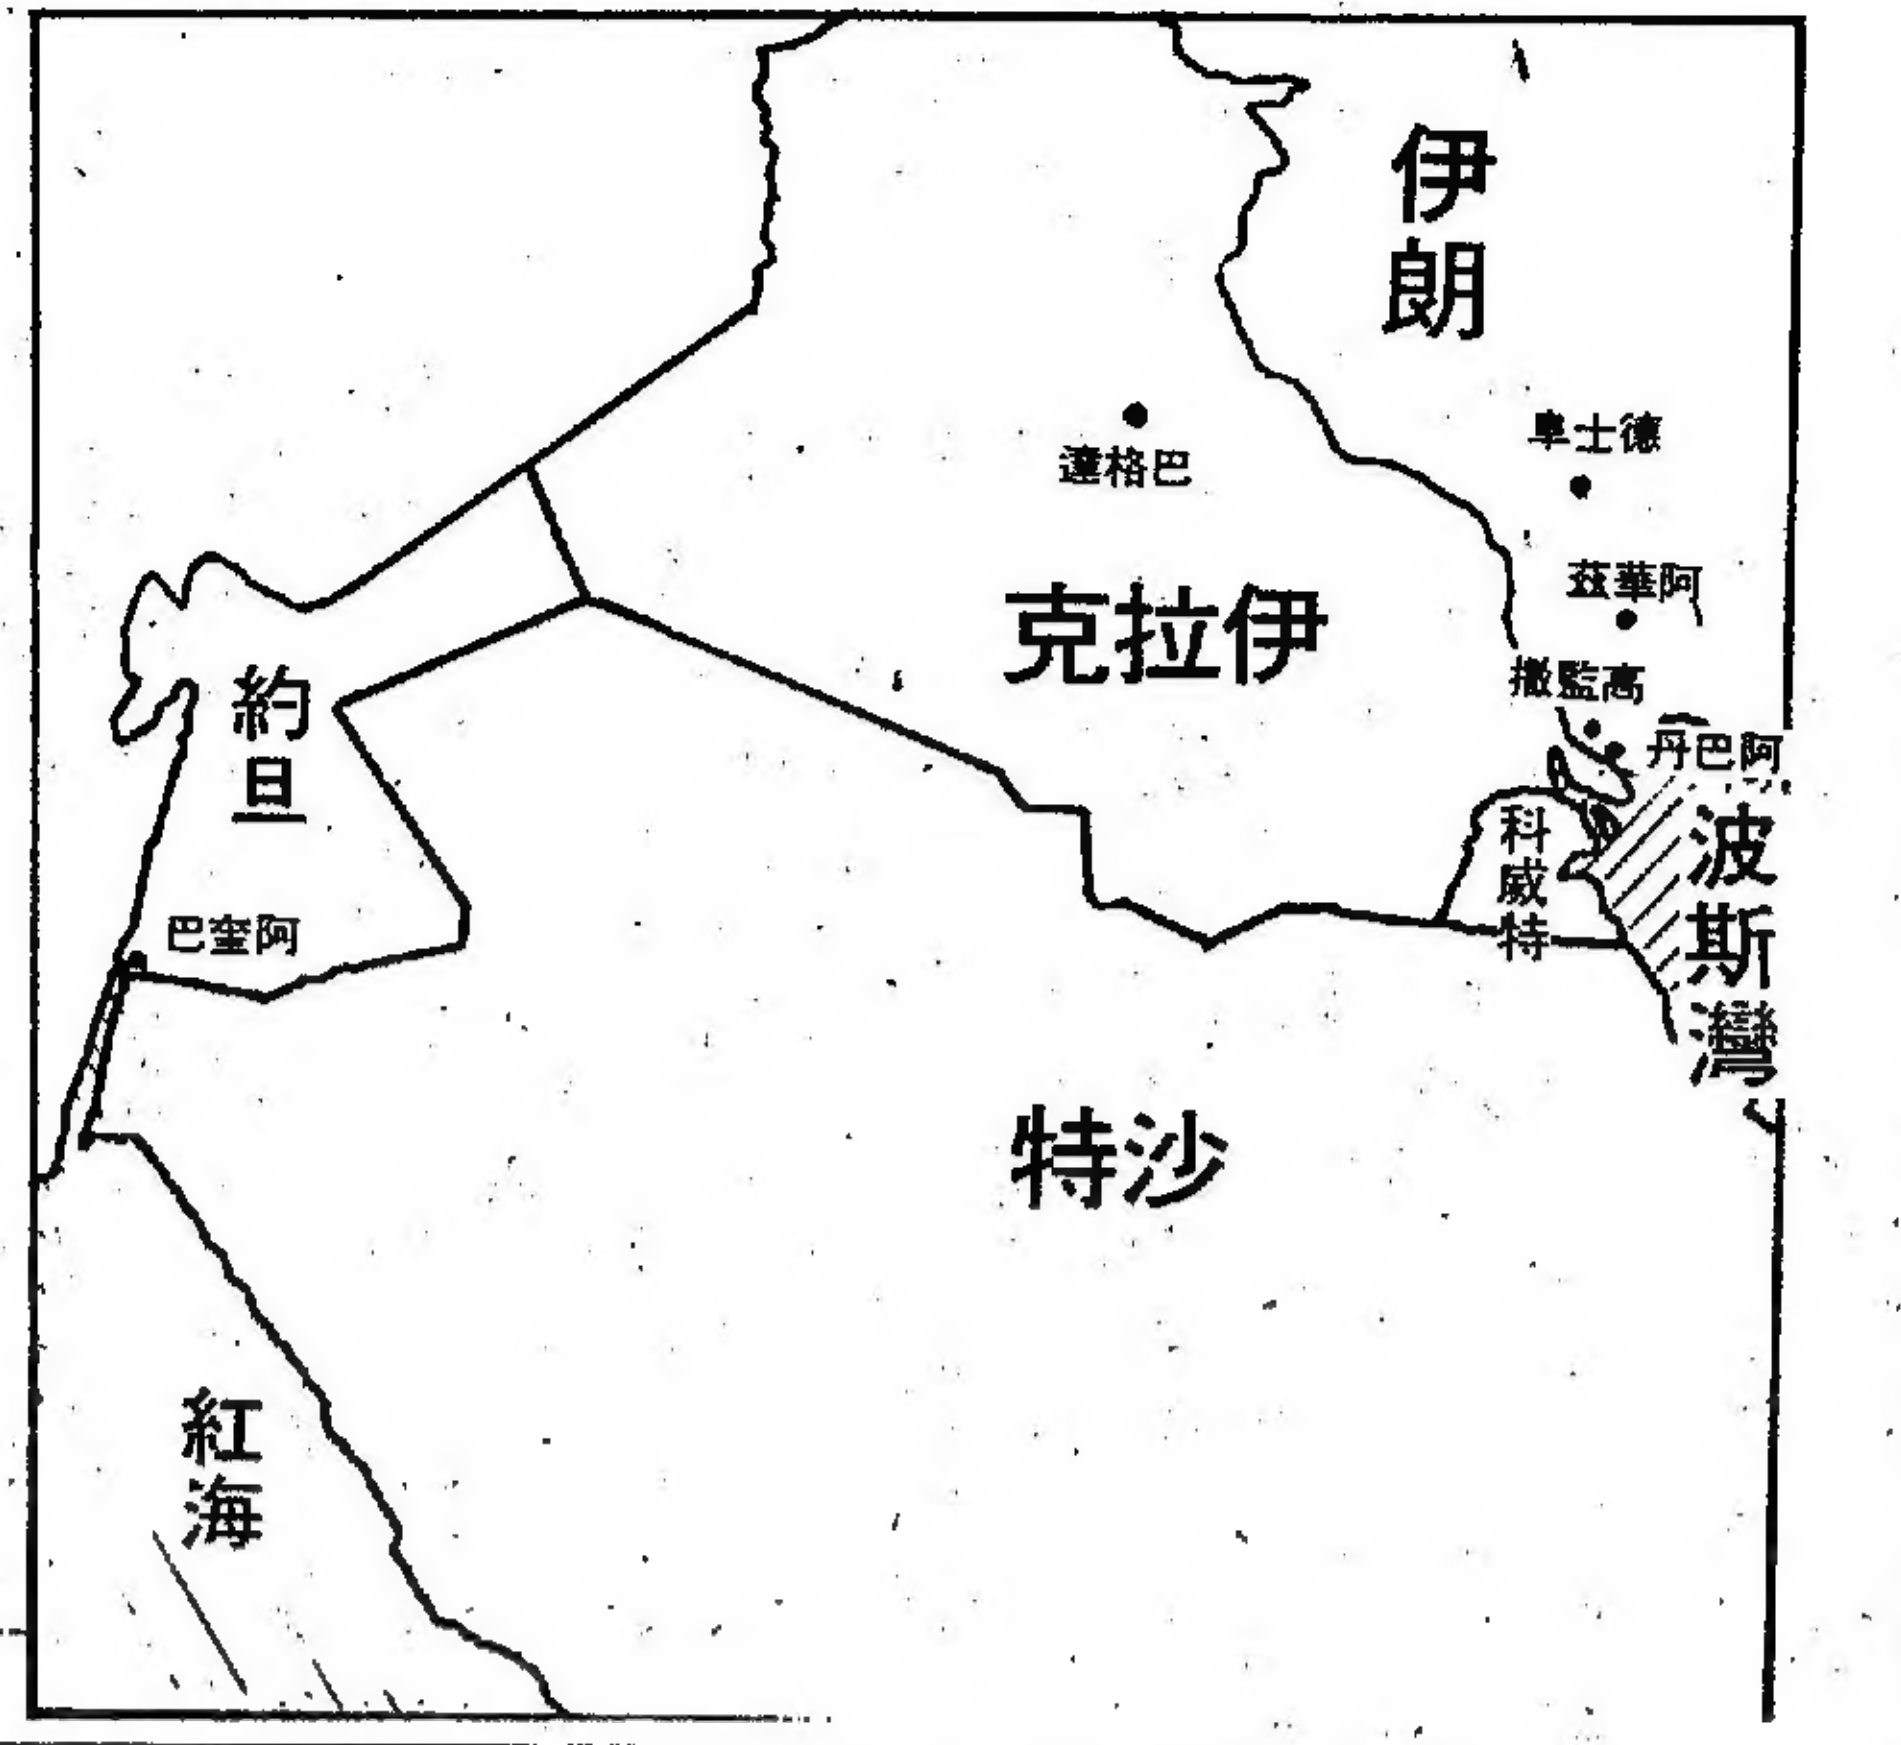 伊朗
德士阜
巴格達
阿華茲
伊拉克
高監撒
約旦
阿巴丹
科威特
波斯灣
阿奎巴
沙特
紅海